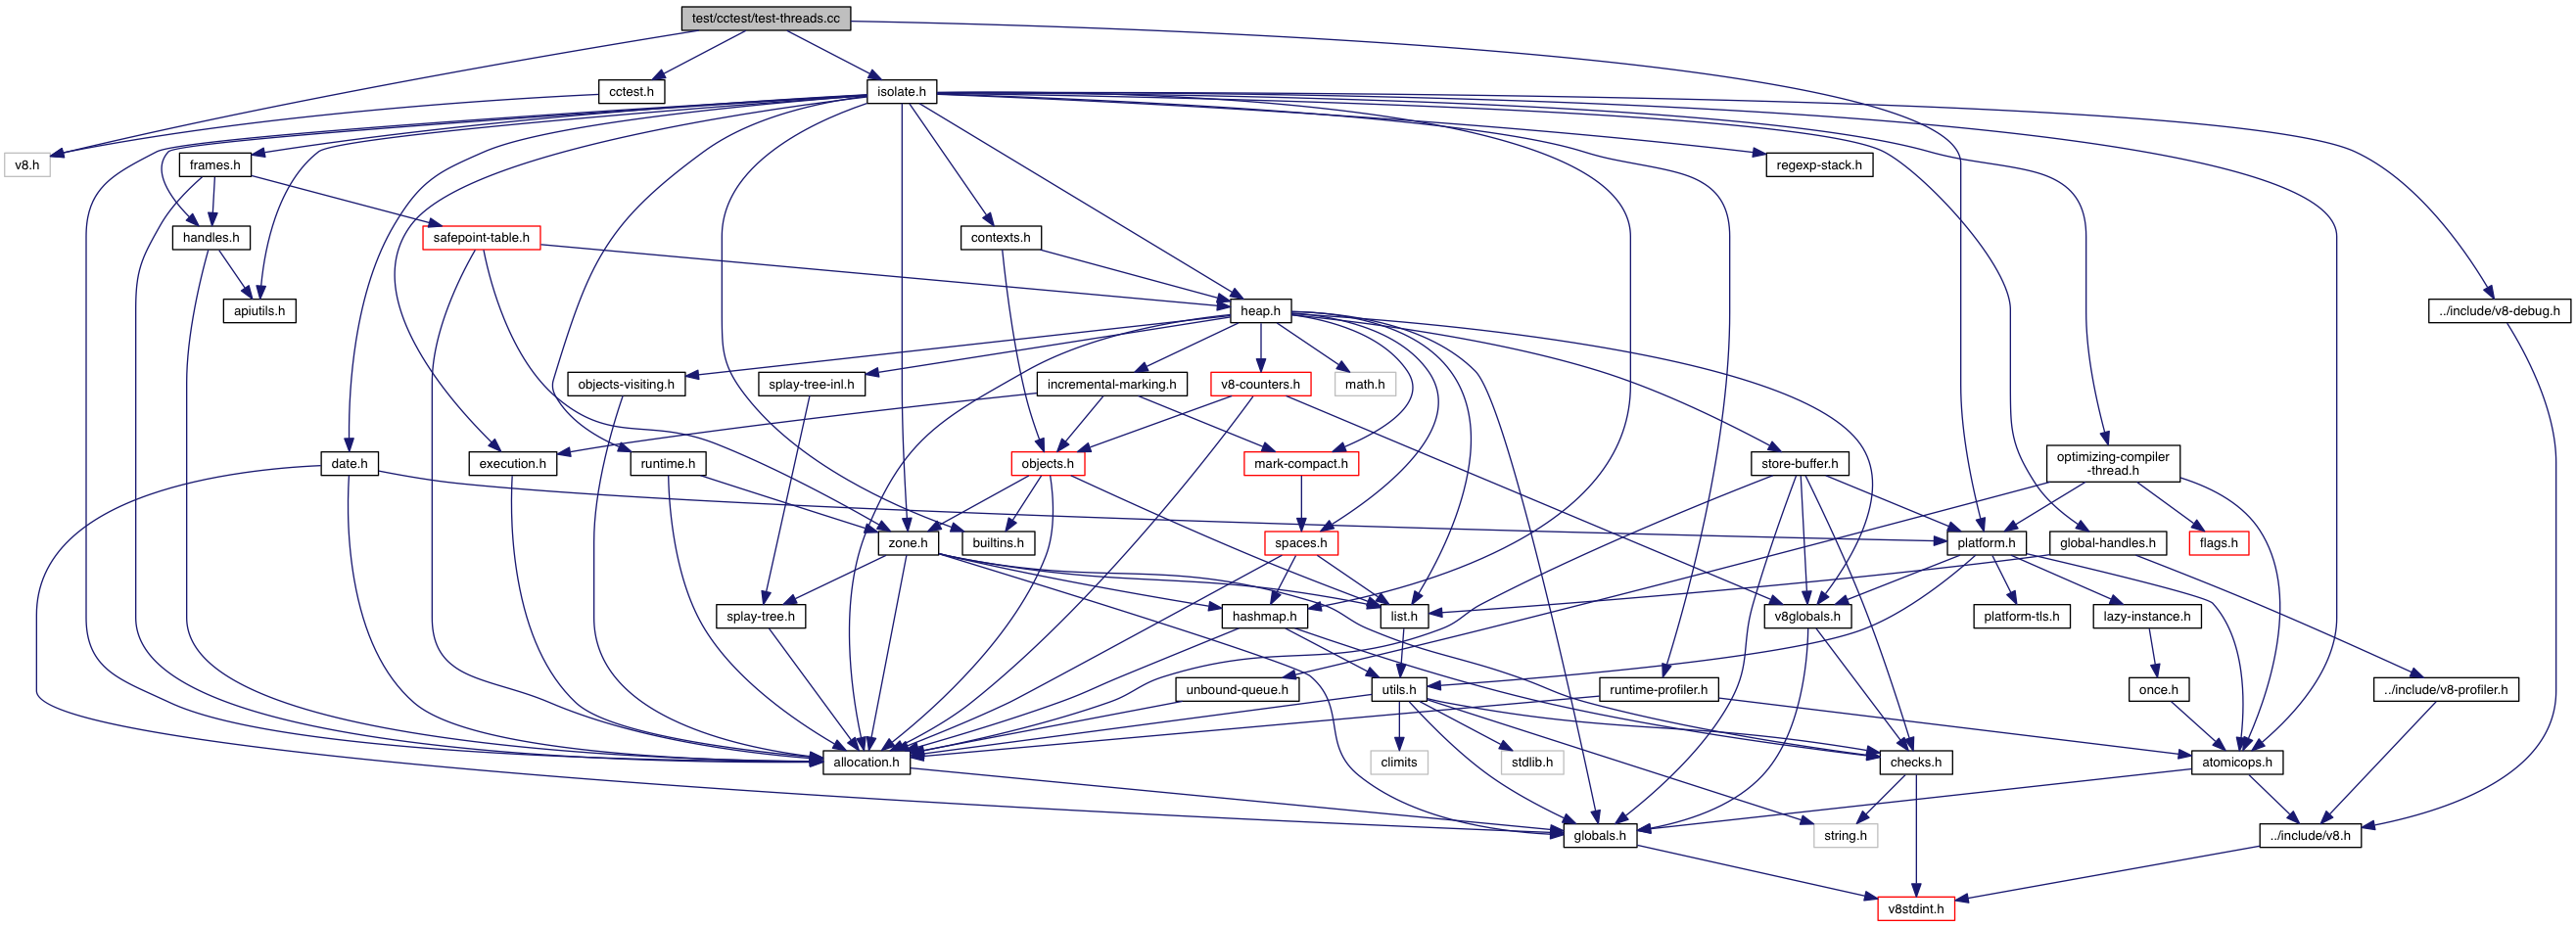 test/cctest/test-threads.cc
cctest.h
isolate.h
v8.h
frames.h
regexp-stack.h
handles.h
safepoint-table.h
contexts.h
apiutils.h
heap.h
../include/v8-debug.h
objects-visiting.h
splay-tree-inl.h
incremental-marking.h
v8-counters.h
math.h
date.h
execution.h
runtime.h
objects.h
mark-compact.h
store-buffer.h
optimizing-compiler
-thread.h
zone.h
builtins.h
spaces.h
platform.h
global-handles.h
flags.h
splay-tree.h
hashmap.h
list.h
v8globals.h
platform-tls.h
lazy-instance.h
unbound-queue.h
utils.h
runtime-profiler.h
once.h
../include/v8-profiler.h
allocation.h
climits
stdlib.h
checks.h
atomicops.h
globals.h
string.h
../include/v8.h
v8stdint.h